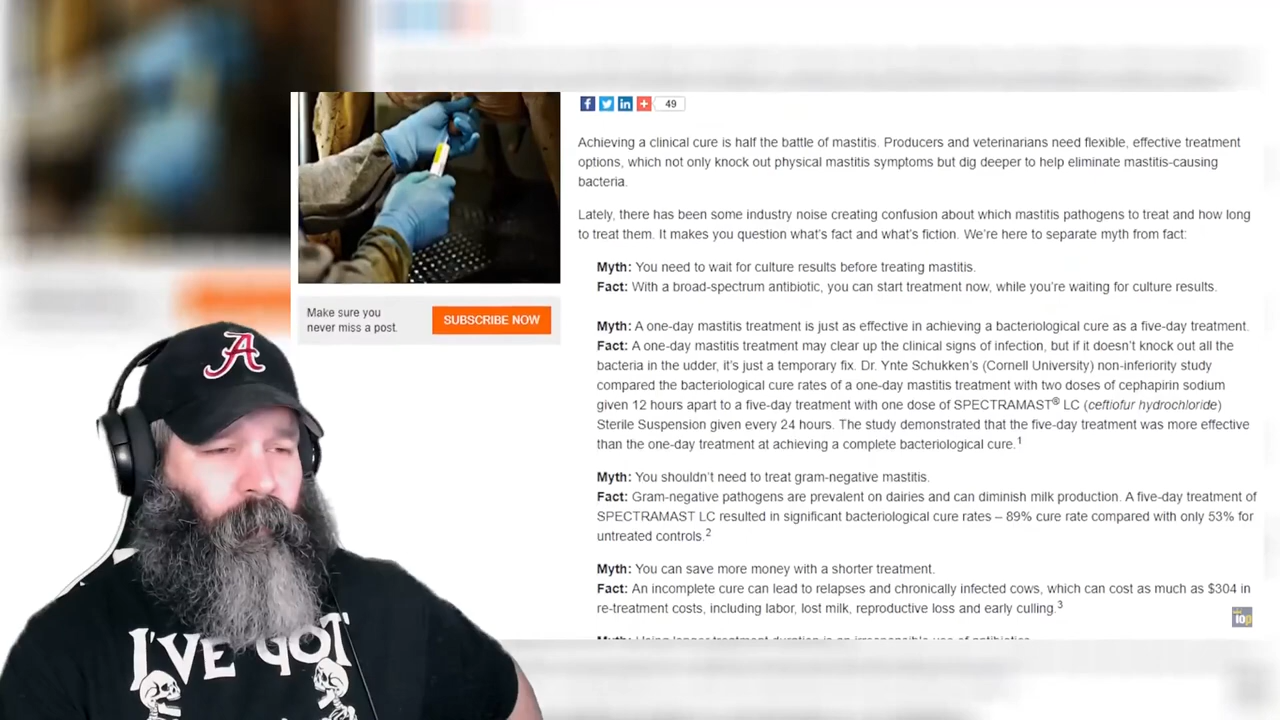 49
Achieving a clinical cure is half the battle of mastitis. Producers and veterinarians need flexible, effective treatment
options, which not only knock out physical mastitis symptoms but dig deeper to help eliminate mastitis-causing
bacteria.
Lately, there has been some industry noise creating confusion about which mastitis pathogens to treat and how long
to treat them. It makes you question what's fact and what's fiction. We're here to separate myth from fact:
Myth: You need to wait for culture results before treating mastitis.
Fact: With a broad-spectrum antibiotic, you can start treatment now, while you're waiting for culture results.
Make sure you
never miss a post.
SUBSCRIBE NOW
Myth: A one-day mastitis treatment is just as effective in achieving a bacteriological cure as a five-day treatment.
Fact: A one-day mastitis treatment may clear up the clinical signs of infection, but if it doesn't knock out all the
bacteria in the udder, it's just a temporary fix. Dr. Ynte Schukken's (Cornell University) non-inferiority study
compared the bacteriological cure rates of a one-day mastitis treatment with two doses of cephapirin sodium
given 12 hours apart to a five-day treatment with one dose of SPECTRAMAST® LC (ceftiofur hydrochloride)
Sterile Suspension given every 24 hours. The study demonstrated that the five-day treatment was more effective
than the one-day treatment at achieving a complete bacteriological cure.1
Myth: You shouldn't need to treat gram-negative mastitis.
Fact: Gram-negative pathogens are prevalent on dairies and can diminish milk production. A five-day treatment of
SPECTRAMAST LC resulted in significant bacteriological cure rates – 89% cure rate compared with only 53% for
untreated controls.2
Myth: You can save more money with a shorter treatment.
Fact: An incomplete cure can lead to relapses and chronically infected cows, which can cost as much as $304 in
re-treatment costs, including labor, lost milk, reproductive loss and early culling.3
Myth: Using longer treatment duration is an irresponsible use of antibiotics.
A
I'VE GOT